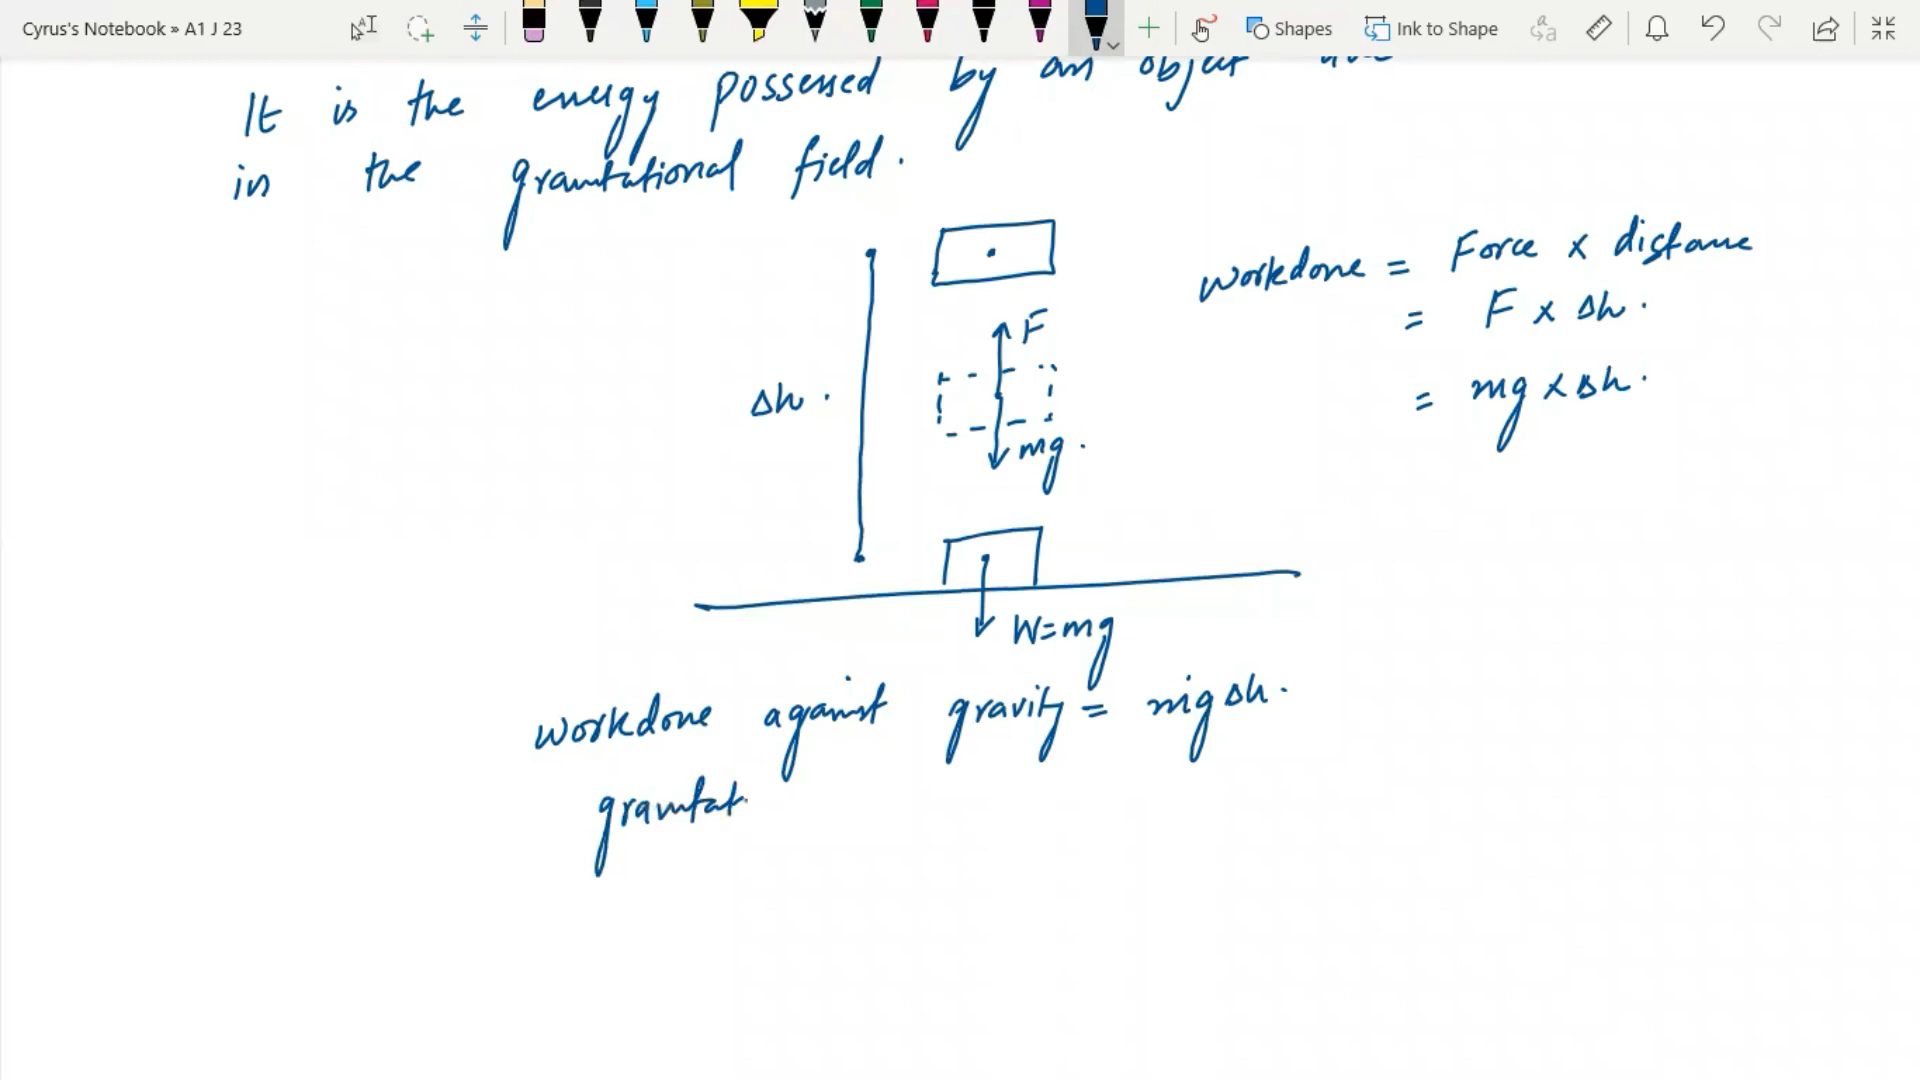 Cyrus's Notebook » A1 J 23
Shapes
Ink to Shape
It is the energy possessed by an object due
in the gravitational field.
workdone = Force x distance
= F x Δh.
= mg x Δh.
F
Δh.
mg.
W=mg
workdone against gravity = mgΔh.
gravitat